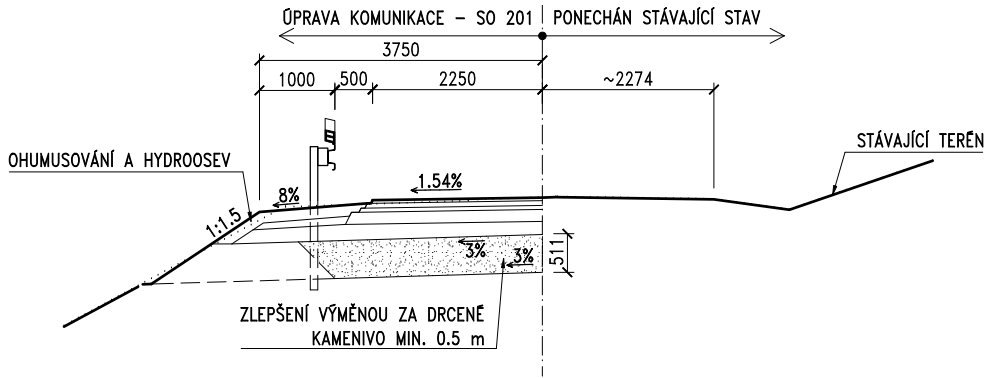 ÚPRAVA KOMUNIKACE – SO 201
PONECHÁN STÁVAJÍCÍ STAV
3750
1000
500
2250
~2274
STÁVAJÍCÍ TERÉN
OHUMUSOVÁNÍ A HYDROOSEV
8%
1.54%
1:1.5
3%
3%
511
ZLEPŠENÍ VÝMĚNOU ZA DRCENÉ
KAMENIVO MIN. 0.5 m